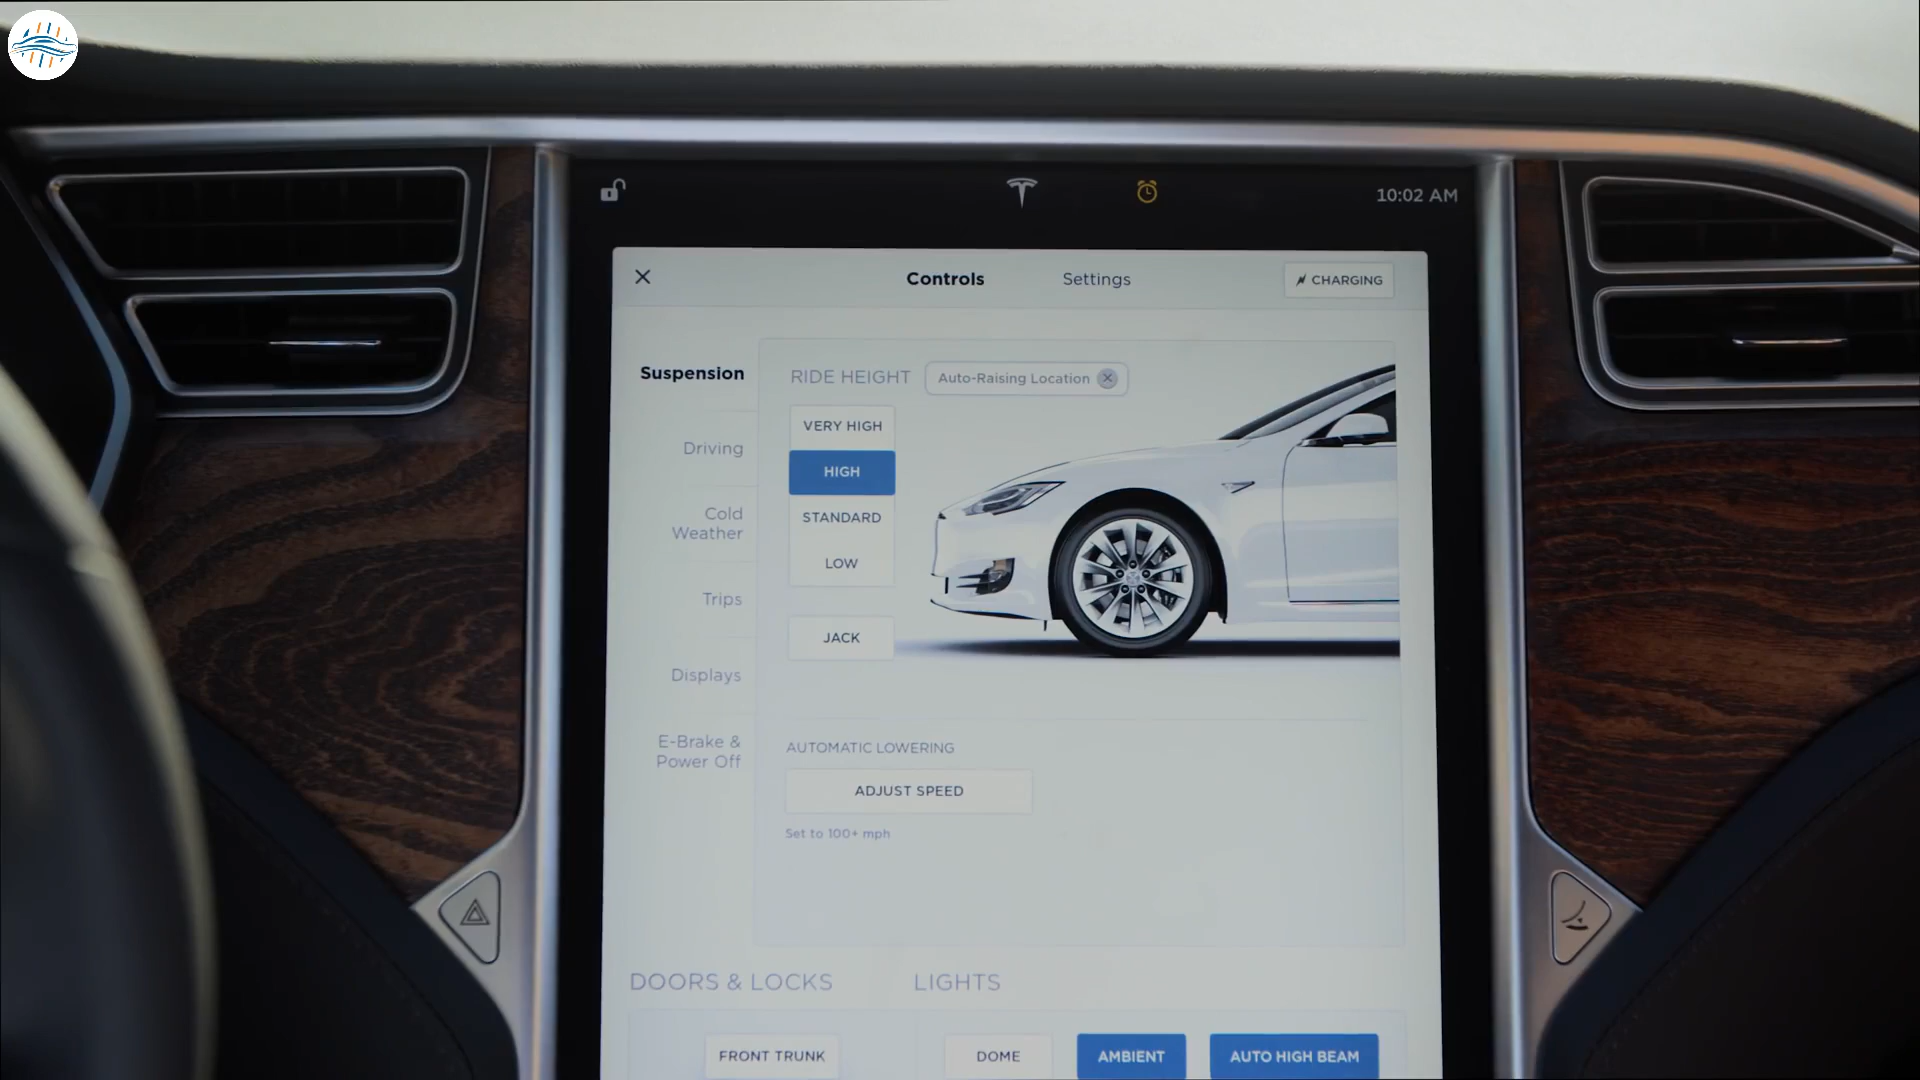 10:02 AM
Controls
Settings
CHARGING
Suspension
Driving
Cold
Weather
Trips
Displays
E-Brake &
Power Off
RIDE HEIGHT
Auto-Raising Location
VERY HIGH
HIGH
STANDARD
LOW
JACK
AUTOMATIC LOWERING
ADJUST SPEED
Set to 100+ mph
DOORS & LOCKS
LIGHTS
FRONT TRUNK
DOME
AMBIENT
AUTO HIGH BEAM